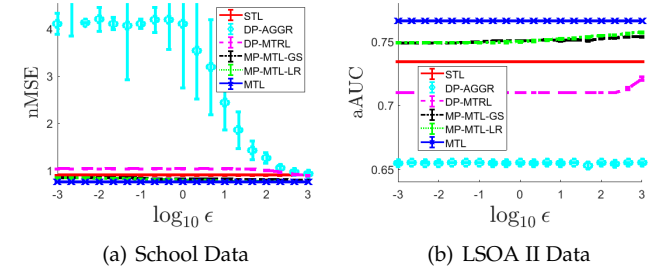 4
3
2
1
nMSE
STL
DP-AGGR
DP-MTRL
MP-MTL-GS
MP-MTL-LR
MTL
-3 -2 -1 0 1 2 3
log₁₀ ϵ
(a) School Data
0.75
0.7
0.65
aAUC
STL
DP-AGGR
DP-MTRL
MP-MTL-GS
MP-MTL-LR
MTL
-3 -2 -1 0 1 2 3
log₁₀ ϵ
(b) LSOA II Data